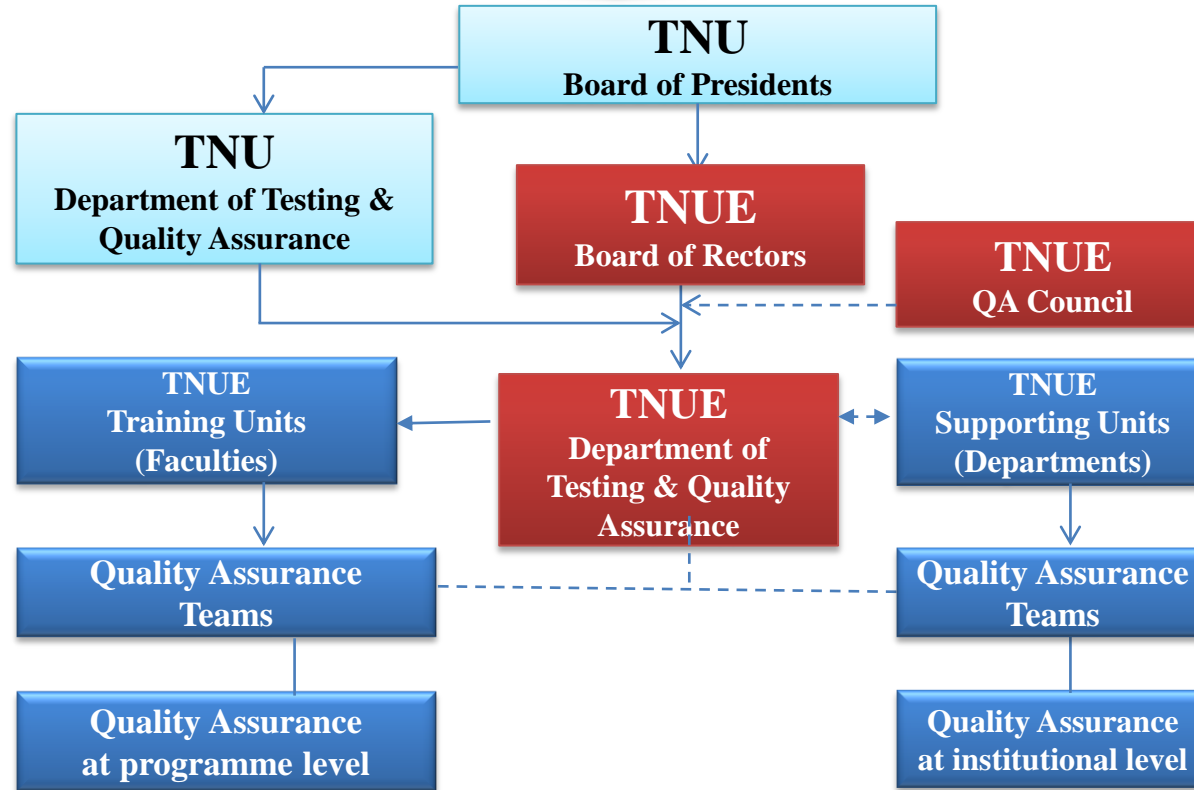 TNU
Board of Presidents
TNU
Department of Testing &
Quality Assurance
TNUE
Board of Rectors
TNUE
QA Council
TNUE
Training Units
(Faculties)
TNUE
Department of
Testing & Quality
Assurance
TNUE
Supporting Units
(Departments)
Quality Assurance
Teams
Quality Assurance
Teams
Quality Assurance
at programme level
Quality Assurance
at institutional level